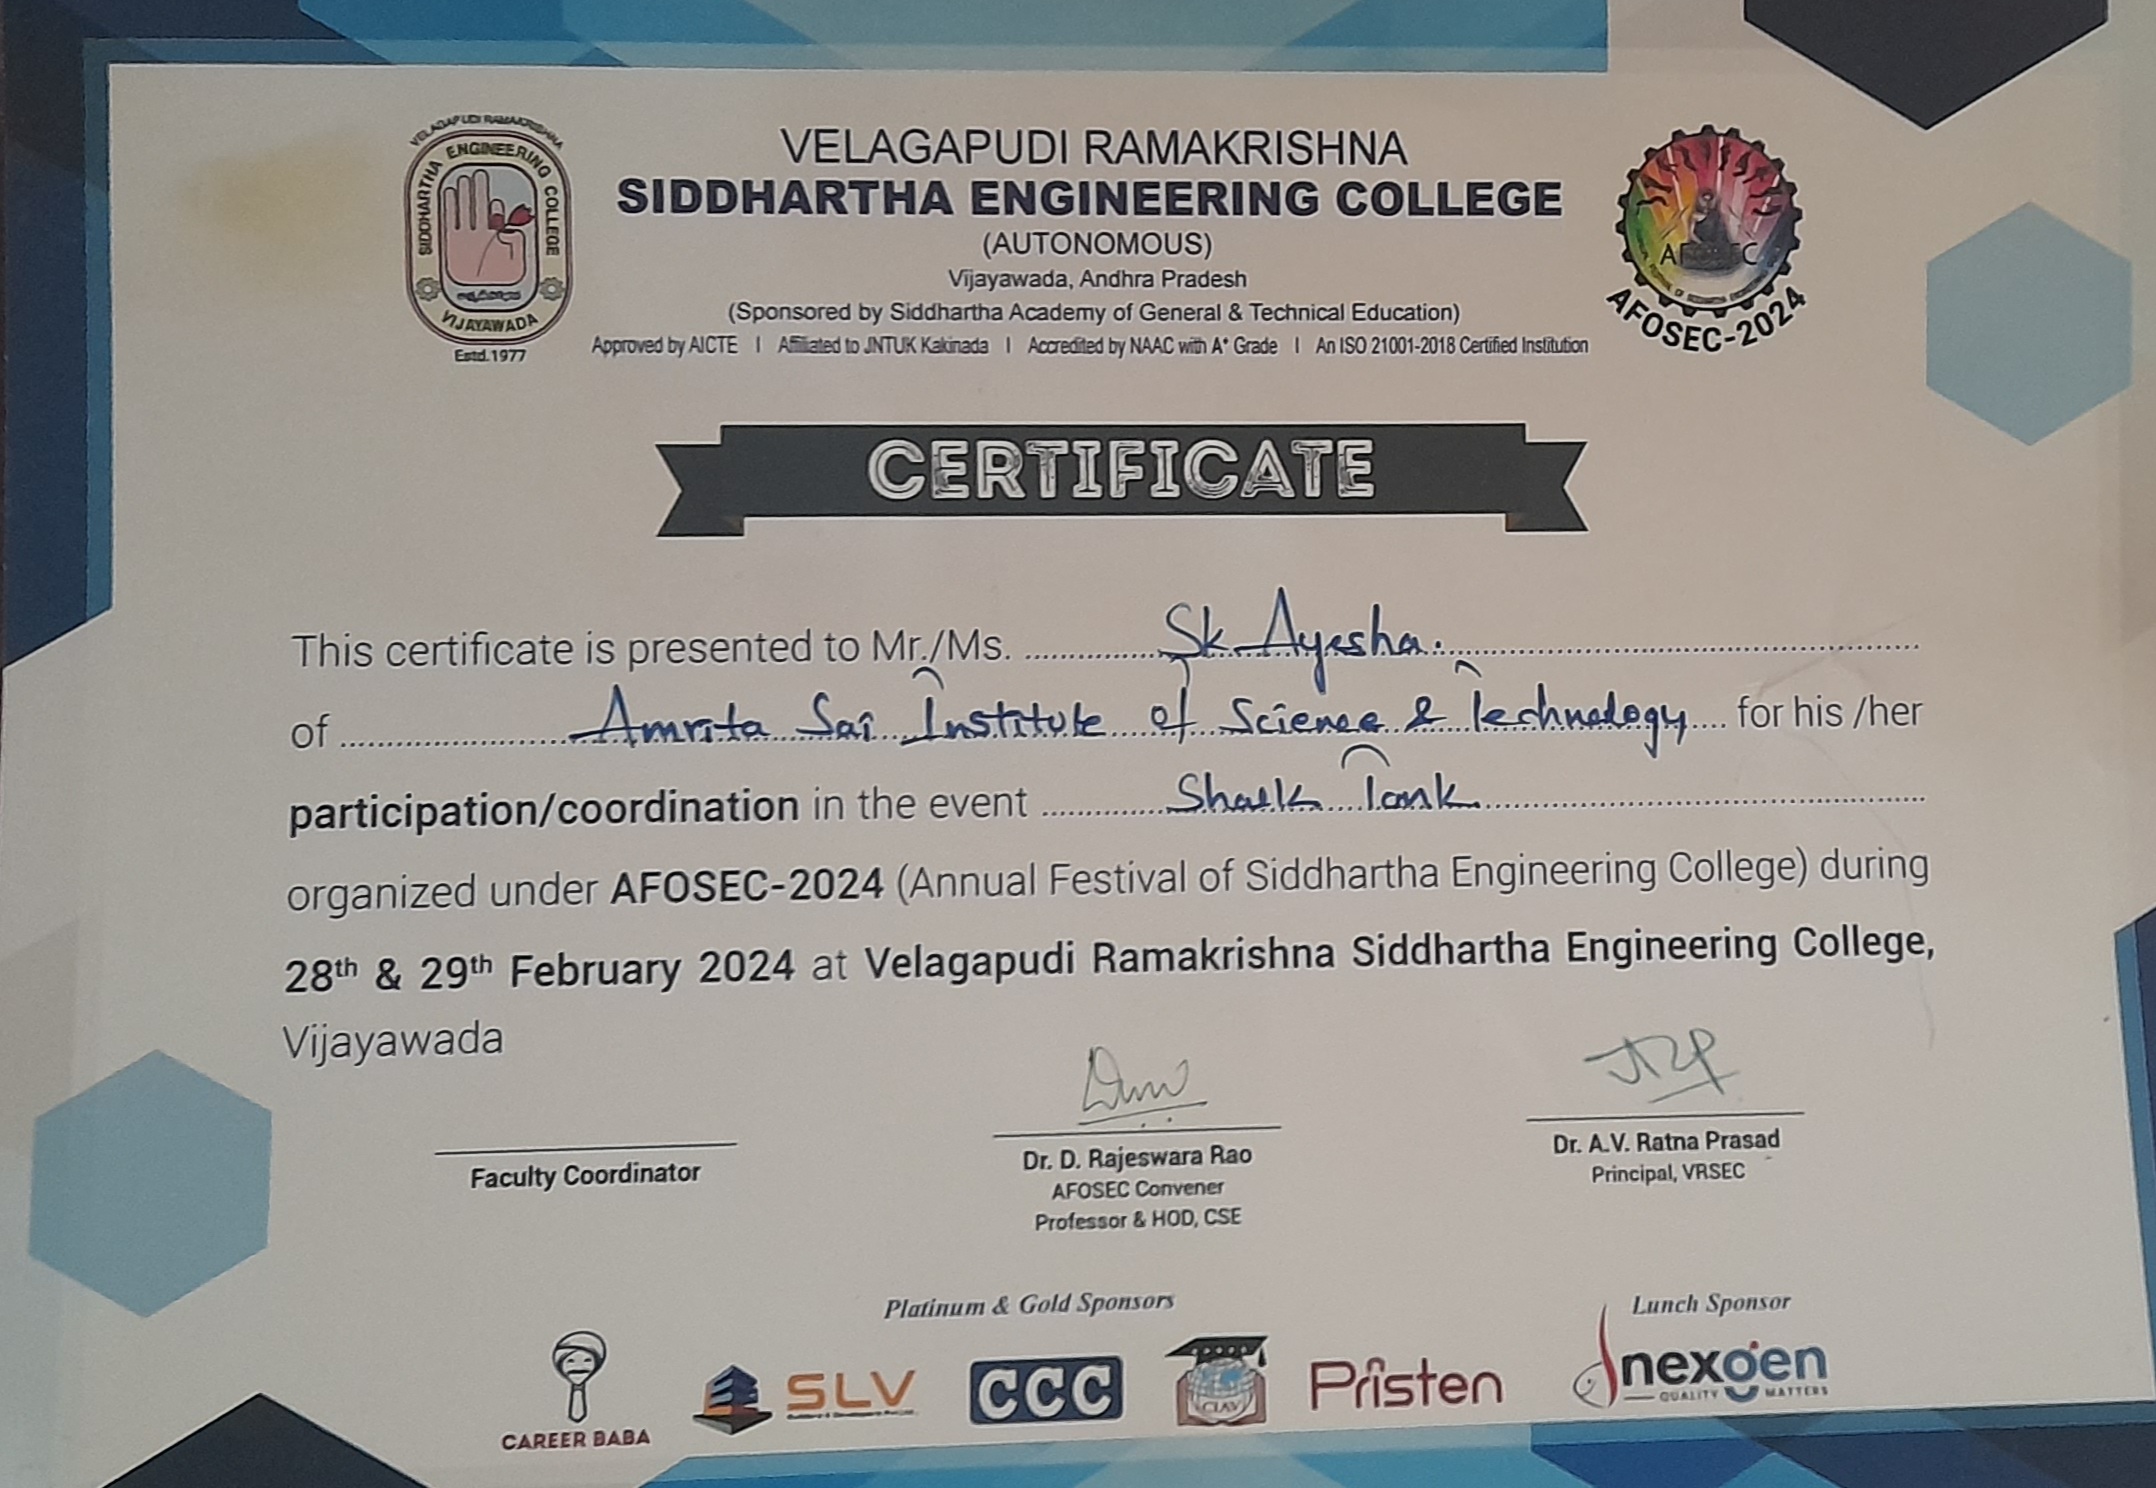 VELAGAPUDI RAMAKRISHNA
SIDDHARTHA ENGINEERING COLLEGE
VIJAYAWADA
Estd.1977
VELAGAPUDI RAMAKRISHNA
SIDDHARTHA ENGINEERING COLLEGE
(AUTONOMOUS)
Vijayawada, Andhra Pradesh
(Sponsored by Siddhartha Academy of General & Technical Education)
Approved by AICTE I Affiliated to JNTUK Kakinada I Accredited by NAAC with A+ Grade I An ISO 21001-2018 Certified Institution
AFOSEC-2024
CERTIFICATE
This certificate is presented to Mr./Ms. Sk Ayesha.
of Amrita Sai Institute of Science & Technology for his /her
participation/coordination in the event Shark Tank
organized under AFOSEC-2024 (Annual Festival of Siddhartha Engineering College) during
28th & 29th February 2024 at Velagapudi Ramakrishna Siddhartha Engineering College,
Vijayawada
Faculty Coordinator
Dr. D. Rajeswara Rao
AFOSEC Convener
Professor & HOD, CSE
Dr. A.V. Ratna Prasad
Principal, VRSEC
Platinum & Gold Sponsors
Lunch Sponsor
CAREER BABA
SLV
CCC
CIAV
Pristen
nexgen
QUALITY MATTERS